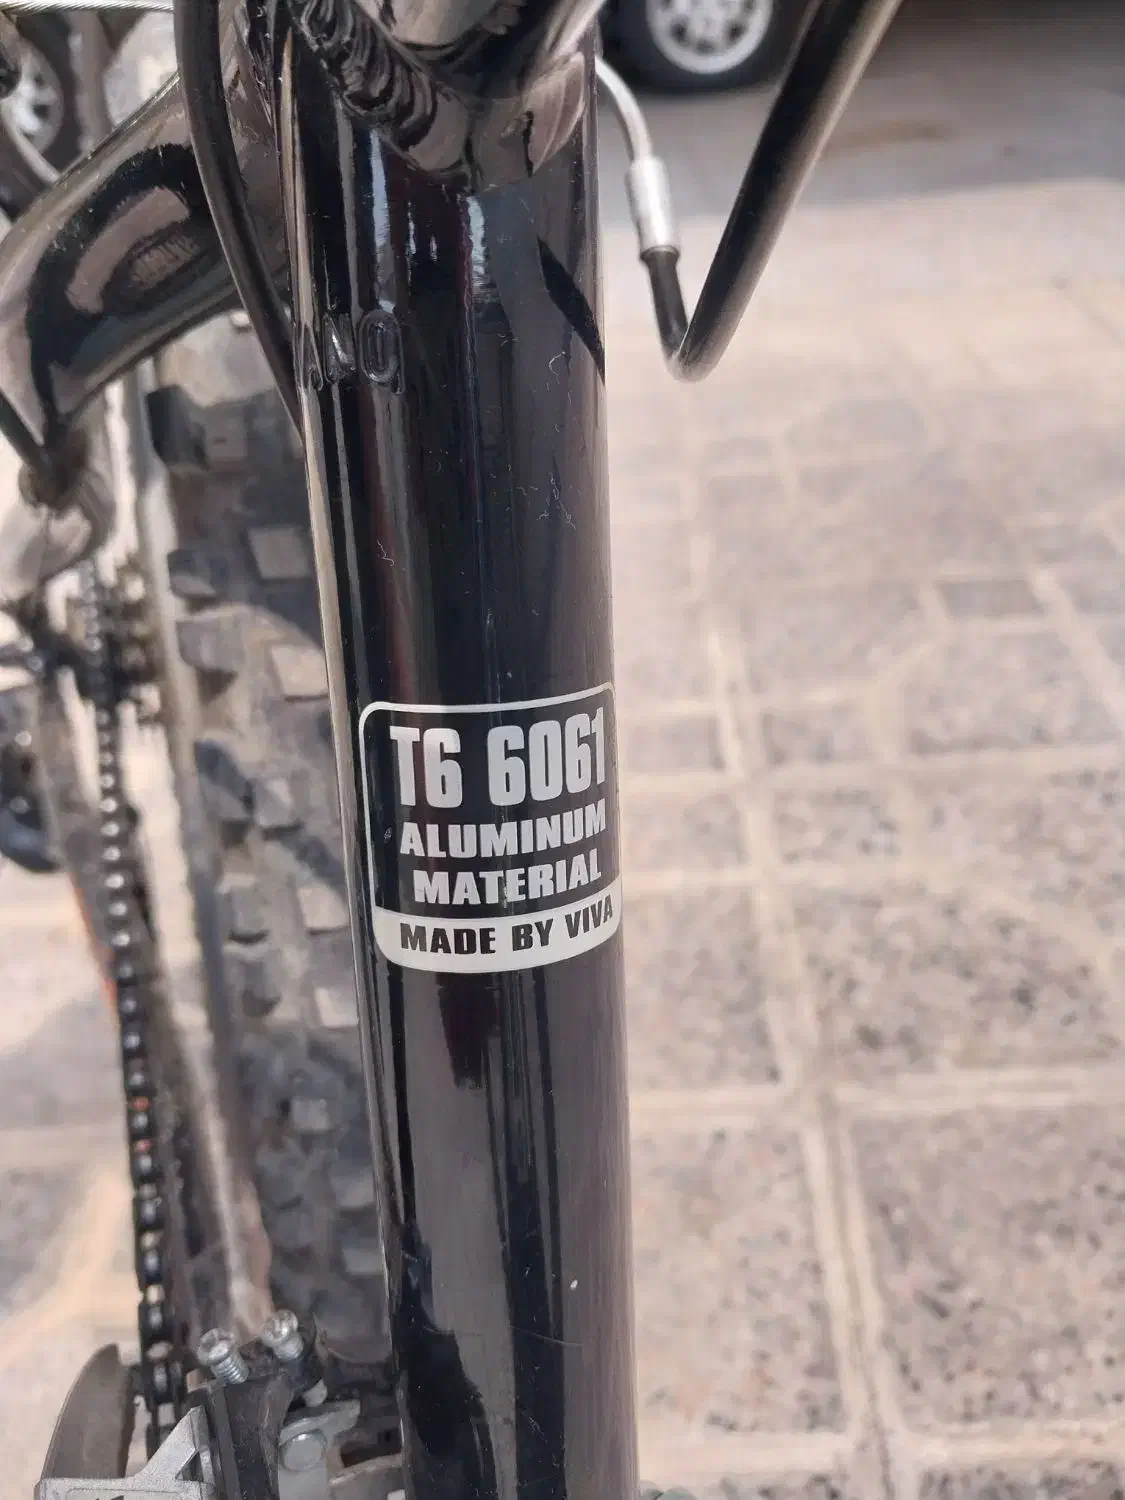 T6 6061
ALUMINUM
MATERIAL
MADE BY VIVA